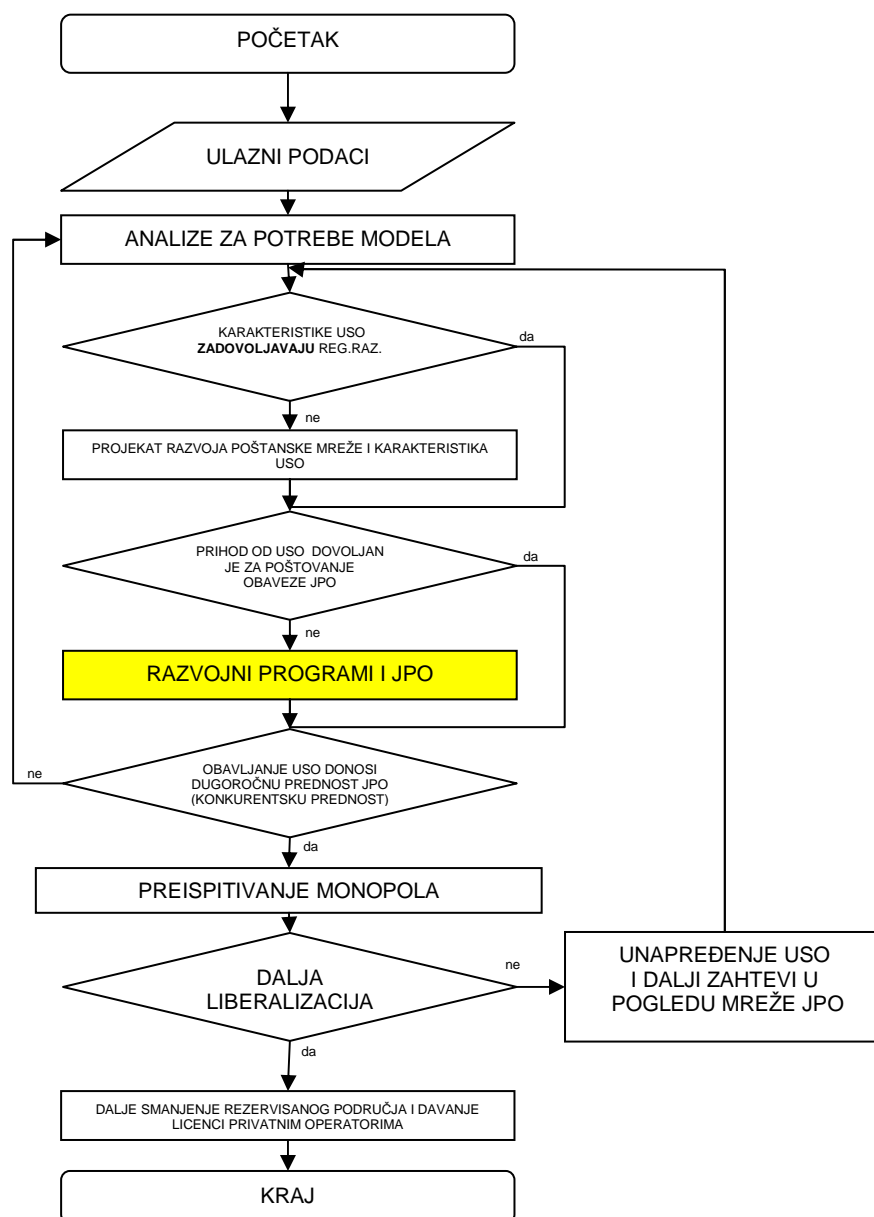 POČETAK
ULAZNI PODACI
ANALIZE ZA POTREBE MODELA
KARAKTERISTIKE USO
ZADOVOLJAVAJU REG.RAZ.
da
ne
PROJEKAT RAZVOJA POŠTANSKE MREŽE I KARAKTERISTIKA
USO
PRIHOD OD USO DOVOLJAN
JE ZA POŠTOVANJE
OBAVEZE JPO
da
ne
RAZVOJNI PROGRAMI I JPO
ne
OBAVLJANJE USO DONOSI
DUGOROČNU PREDNOST JPO
(KONKURENTSKU PREDNOST)
da
PREISPITIVANJE MONOPOLA
DALJA
LIBERALIZACIJA
ne
UNAPREĐENJE USO
I DALJI ZAHTEVI U
POGLEDU MREŽE JPO
da
DALJE SMANJENJE REZERVISANOG PODRUČJA I DAVANJE
LICENCI PRIVATNIM OPERATORIMA
KRAJ